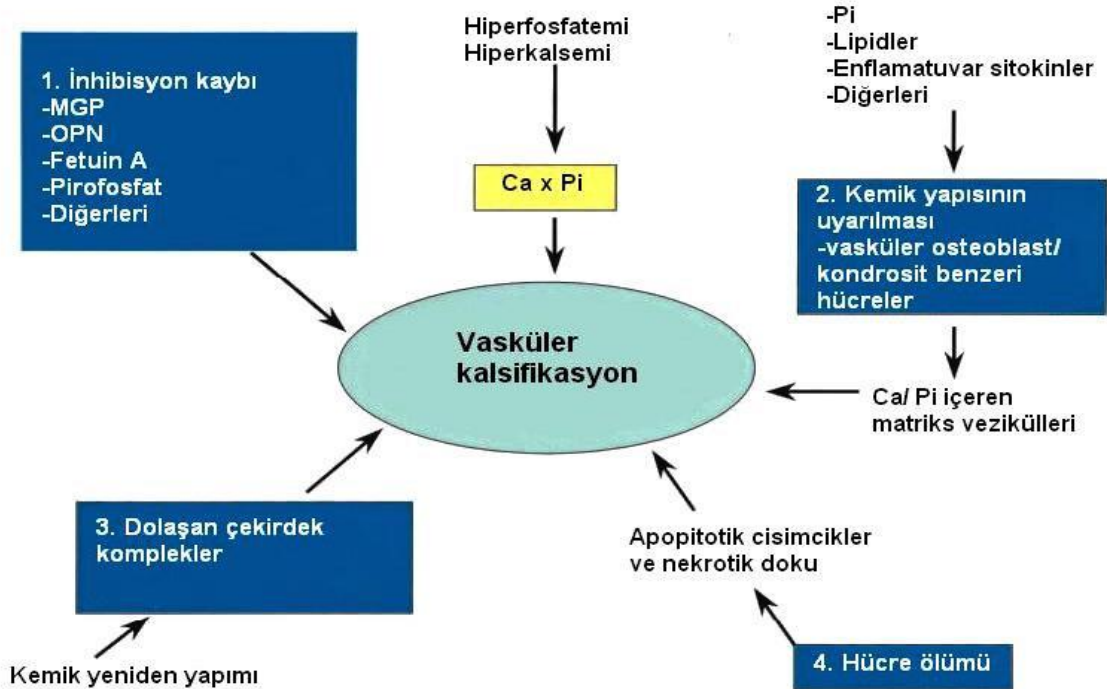 Hiperfosfatemi
Hiperkalsemi
-Pi
-Lipidler
-Enflamatuvar sitokinler
-Diğerleri
1. İnhibisyon kaybı
-MGP
-OPN
-Fetuin A
-Pirofosfat
-Diğerleri
Ca x Pi
2. Kemik yapısının
uyarılması
-vasküler osteoblast/
kondrosit benzeri
hücreler
Vasküler
kalsifikasyon
Ca/ Pi içeren
matriks vezikülleri
3. Dolaşan çekirdek
komplekler
Apopitotik cisimcikler
ve nekrotik doku
Kemik yeniden yapımı
4. Hücre ölümü